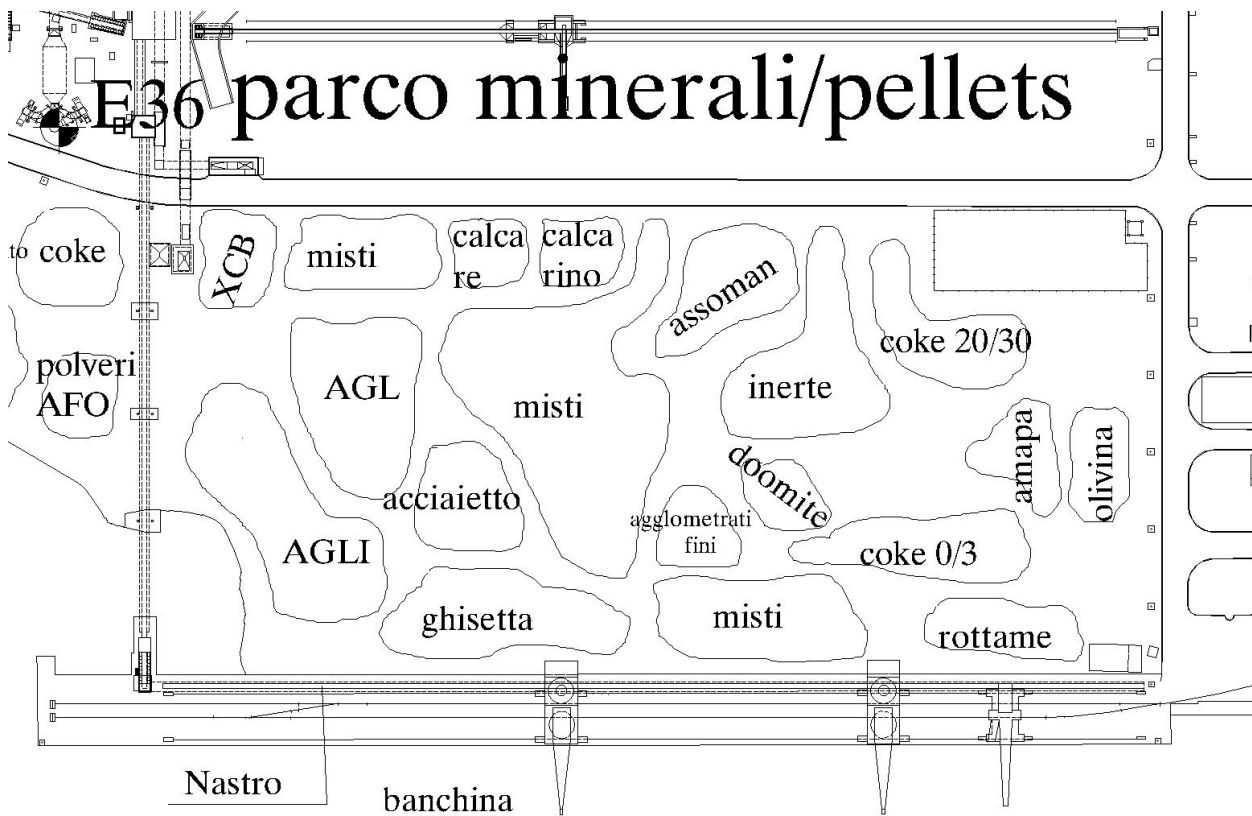 E36 parco minerali/pellets
to coke
XCB
misti
calca
re
calca
rino
assoman
coke 20/30
polveri
AFO
AGL
misti
inerte
amapa
olivina
acciaietto
doomite
agglometrati
fini
AGLI
coke 0/3
ghisetta
misti
rottame
Nastro
banchina